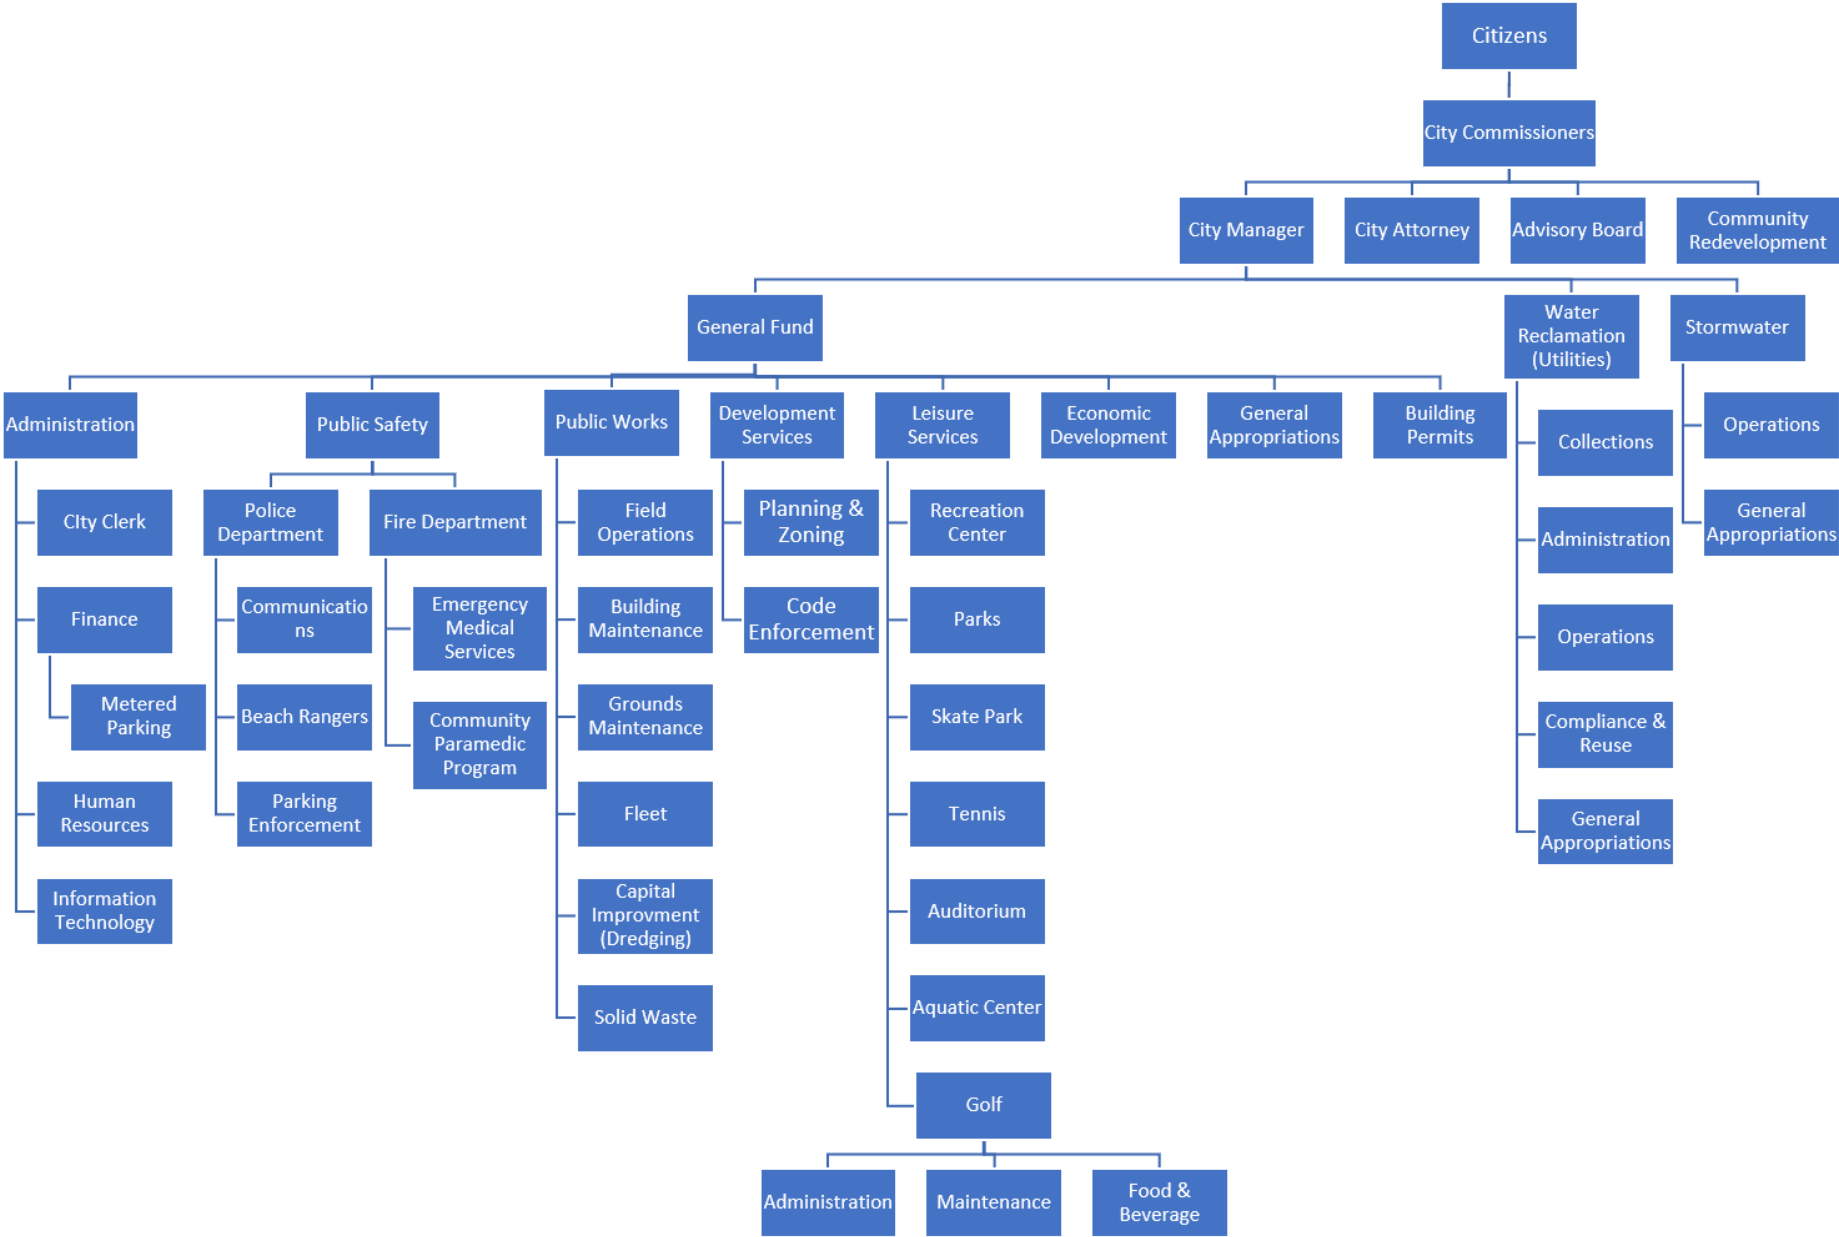 Citizens
City Commissioners
City Manager
City Attorney
Advisory Board
Community
Redevelopment
General Fund
Water
Reclamation
(Utilities)
Stormwater
Administration
Public Safety
Public Works
Development
Services
Leisure
Services
Economic
Development
General
Appropriations
Building
Permits
CIty Clerk
Finance
Metered
Parking
Human
Resources
Information
Technology
Police
Department
Communicatio
ns
Beach Rangers
Parking
Enforcement
Fire Department
Emergency
Medical
Services
Community
Paramedic
Program
Field
Operations
Building
Maintenance
Grounds
Maintenance
Fleet
Capital
Improvment
(Dredging)
Solid Waste
Planning &
Zoning
Code
Enforcement
Recreation
Center
Parks
Skate Park
Tennis
Auditorium
Aquatic Center
Golf
Administration
Maintenance
Food &
Beverage
Collections
Administration
Operations
Compliance &
Reuse
General
Appropriations
Operations
General
Appropriations